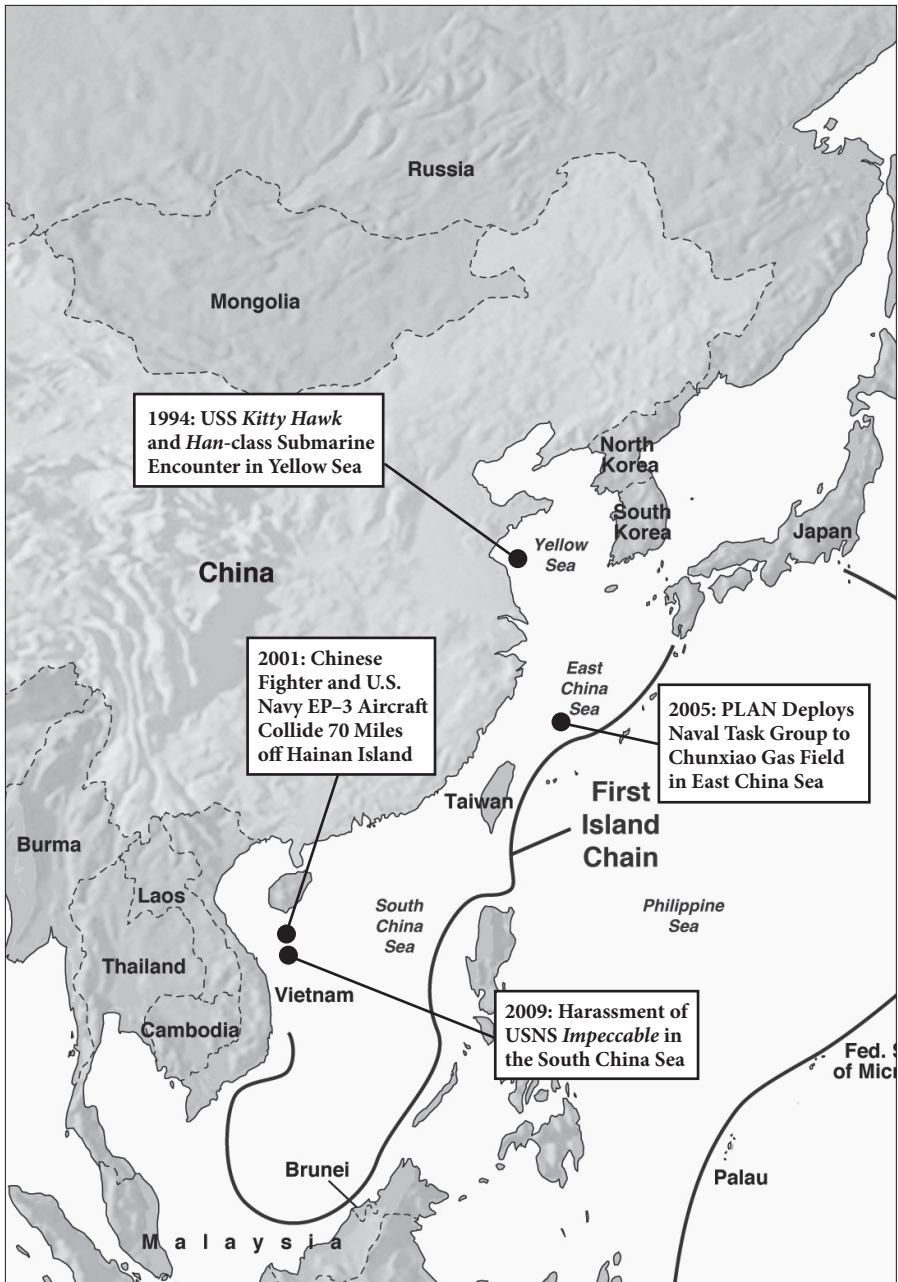 Russia
Mongolia
1994: USS Kitty Hawk
and Han-class Submarine
Encounter in Yellow Sea
North
Korea
South
Korea
Japan
Yellow
Sea
China
2001: Chinese
Fighter and U.S.
Navy EP–3 Aircraft
Collide 70 Miles
off Hainan Island
East
China
Sea
2005: PLAN Deploys
Naval Task Group to
Chunxiao Gas Field
in East China Sea
Taiwan
First
Island
Chain
Burma
Laos
South
China
Sea
Philippine
Sea
Thailand
Vietnam
Cambodia
2009: Harassment of
USNS Impeccable in
the South China Sea
Fed. S
of Micr
Brunei
Palau
Malaysia